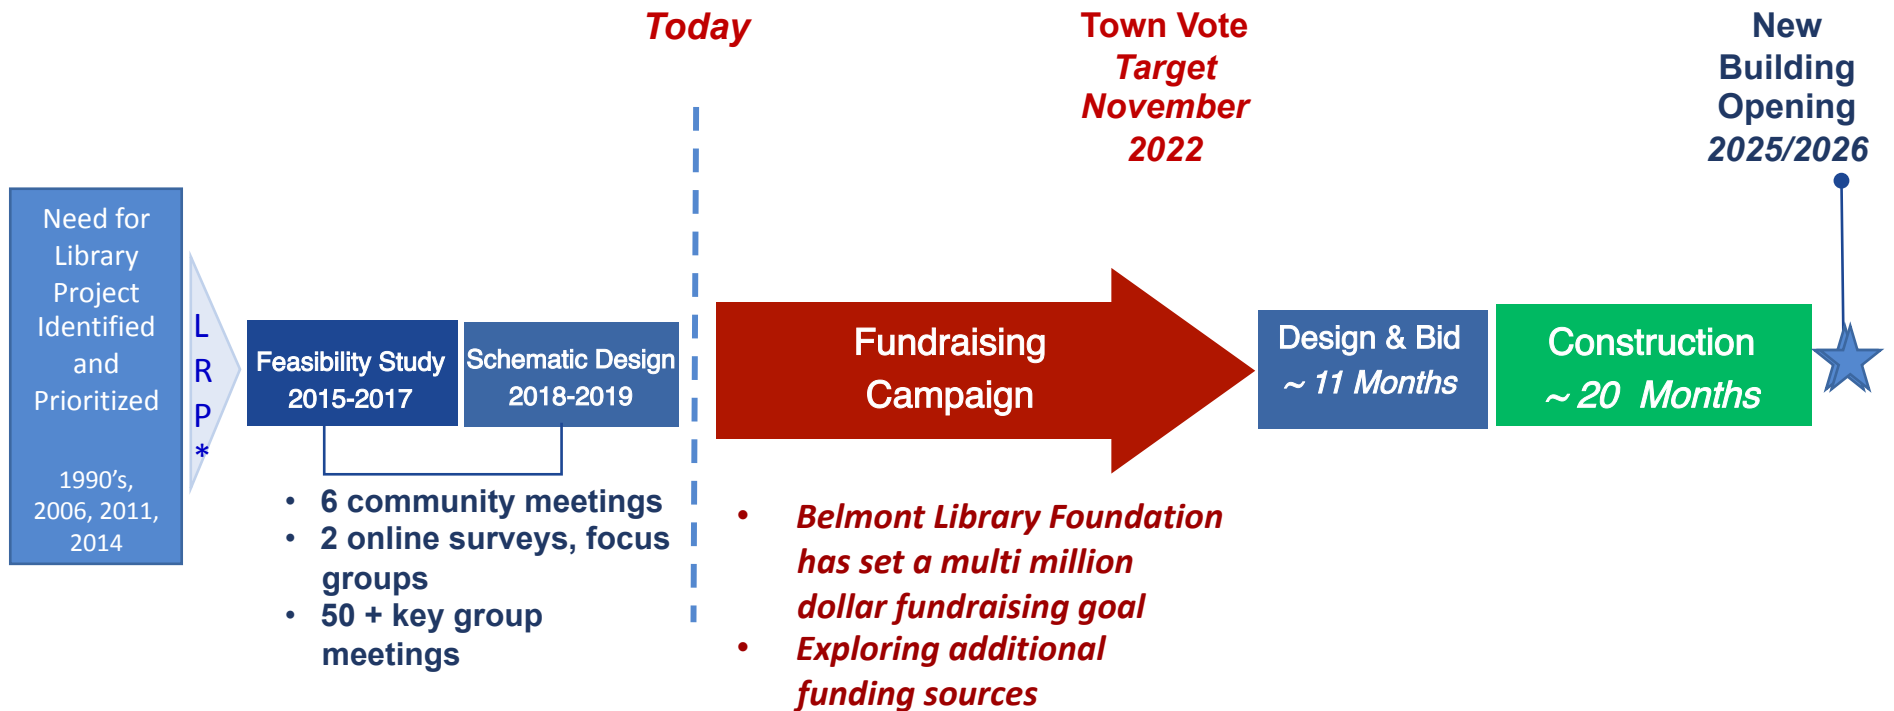 Today
Town Vote
Target
November
2022
New
Building
Opening
2025/2026
Need for
Library
Project
Identified
and
Prioritized
1990's,
2006, 2011,
2014
L
R
P
*
Feasibility Study
2015-2017
Schematic Design
2018-2019
Fundraising
Campaign
Design & Bid
~ 11 Months
Construction
~ 20 Months
• 6 community meetings
• 2 online surveys, focus
groups
• 50 + key group
meetings
• Belmont Library Foundation
has set a multi million
dollar fundraising goal
• Exploring additional
funding sources